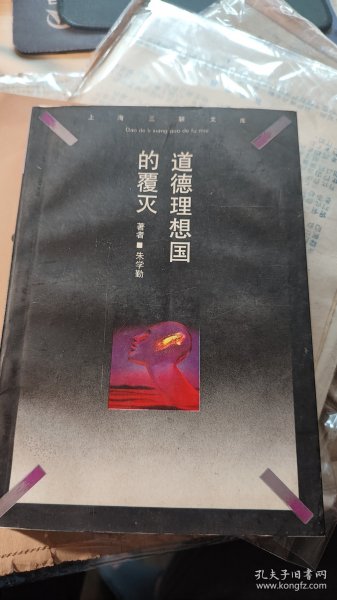 上海三联文库
Dao de li xiang guo de fu mie
道德理想国
的覆灭
著者■朱学勤
孔夫子旧书网
kongfz.com